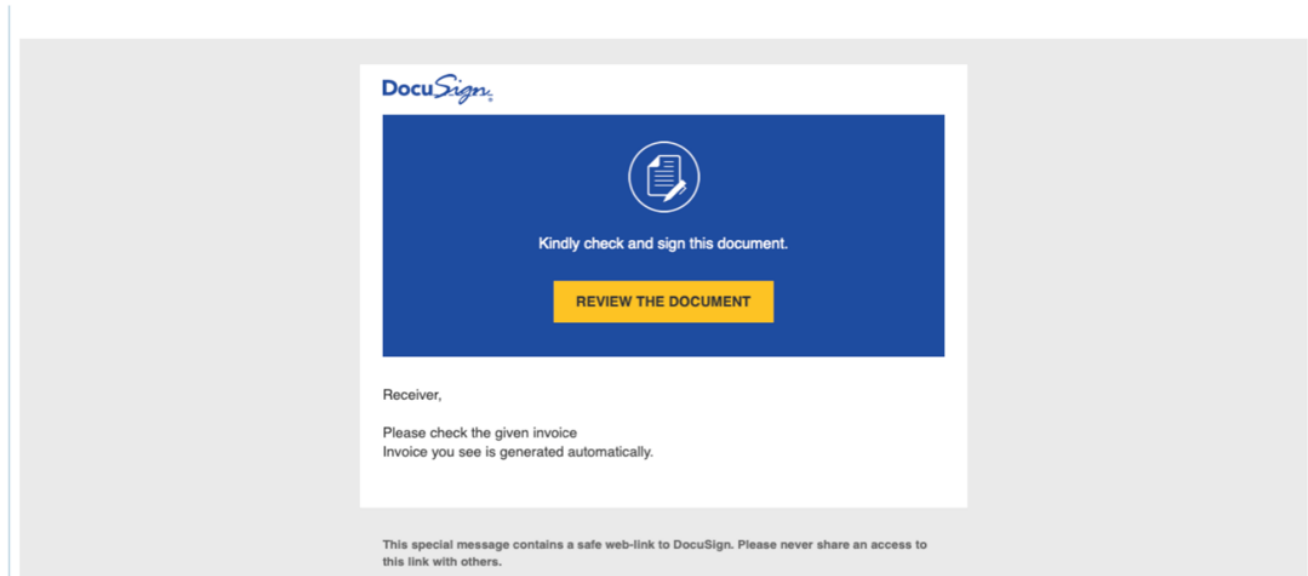 DocuSign
Kindly check and sign this document.
REVIEW THE DOCUMENT
Receiver,
Please check the given invoice
Invoice you see is generated automatically.
This special message contains a safe web-link to DocuSign. Please never share an access to
this link with others.